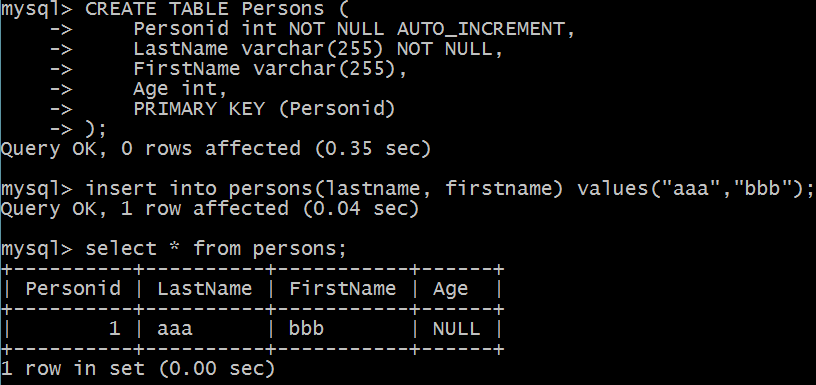 mysql> CREATE TABLE Persons (
    ->     Personid int NOT NULL AUTO_INCREMENT,
    ->     LastName varchar(255) NOT NULL,
    ->     FirstName varchar(255),
    ->     Age int,
    ->     PRIMARY KEY (Personid)
    -> );
Query OK, 0 rows affected (0.35 sec)

mysql> insert into persons(lastname, firstname) values("aaa","bbb");
Query OK, 1 row affected (0.04 sec)

mysql> select * from persons;
+----------+----------+-----------+------+
| Personid | LastName | FirstName | Age  |
+----------+----------+-----------+------+
|        1 | aaa      | bbb       | NULL |
+----------+----------+-----------+------+
1 row in set (0.00 sec)